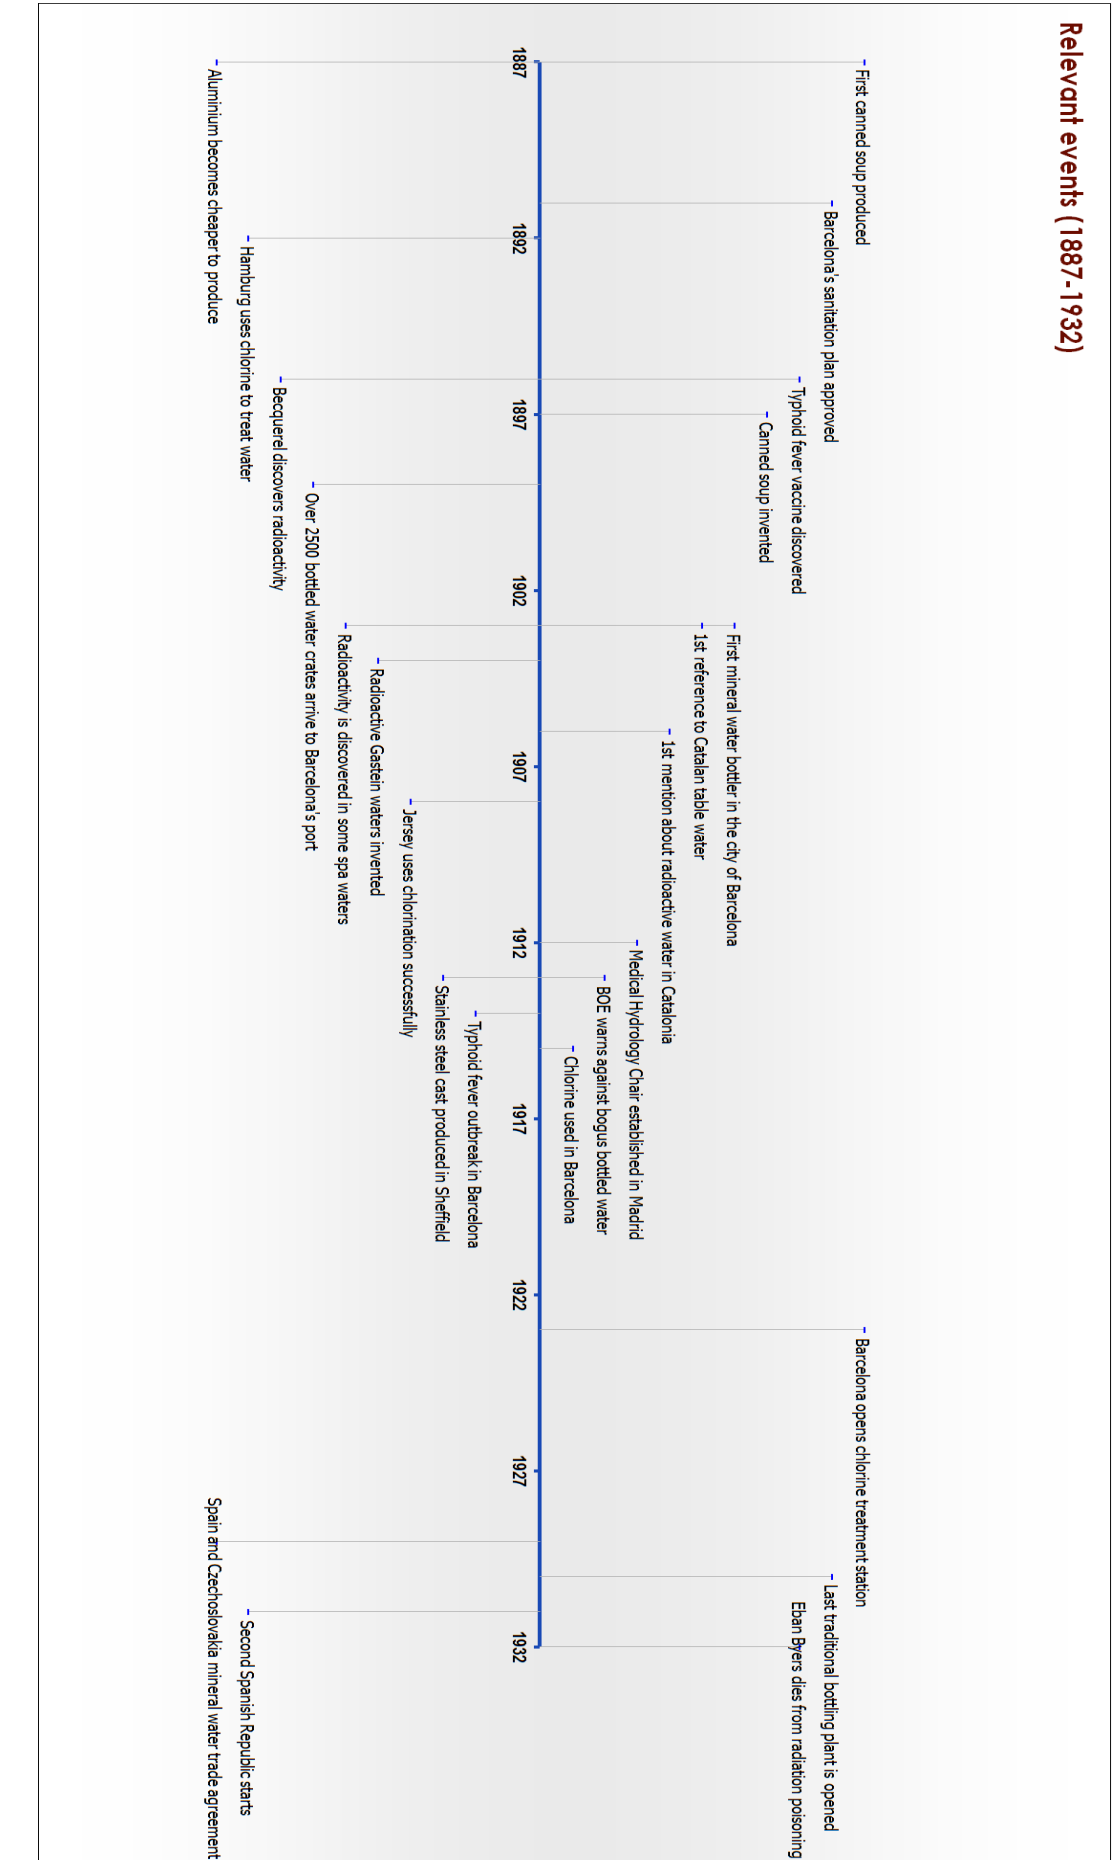 Relevant events (1887-1932)
First canned soup produced
Barcelona's sanitation plan approved
Typhoid fever vaccine discovered
Canned soup invented
First mineral water bottler in the city of Barcelona
1st reference to Catalan table water
1st mention about radioactive water in Catalonia
Medical Hydrology Chair established in Madrid
BOE warns against bogus bottled water
Chlorine used in Barcelona
Barcelona opens chlorine treatment station
Last traditional bottling plant is opened
Eban Byers dies from radiation poisoning
1887
1892
1897
1902
1907
1912
1917
1922
1927
1932
Typhoid fever outbreak in Barcelona
Stainless steel cast produced in Sheffield
Jersey uses chlorination successfully
Radioactive Gastein waters invented
Radioactivity is discovered in some spa waters
Over 2500 bottled water crates arrive to Barcelona's port
Becquerel discovers radioactivity
Hamburg uses chlorine to treat water
Second Spanish Republic starts
Aluminium becomes cheaper to produce
Spain and Czechoslovakia mineral water trade agreement